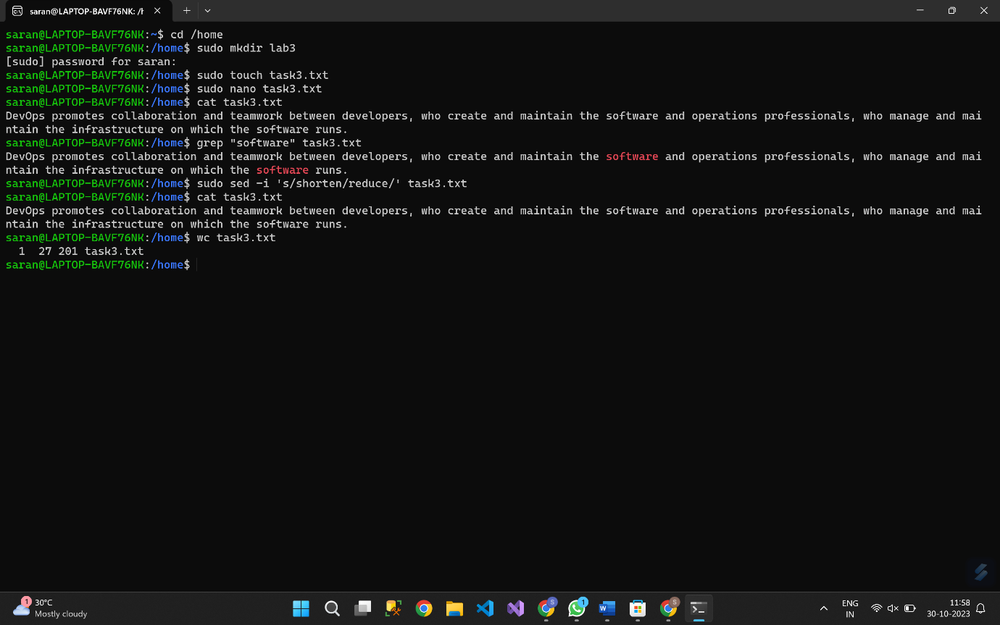 saran@LAPTOP-BAVF76NK: /h
saran@LAPTOP-BAVF76NK:~$ cd /home
saran@LAPTOP-BAVF76NK:/home$ sudo mkdir lab3
[sudo] password for saran:
saran@LAPTOP-BAVF76NK:/home$ sudo touch task3.txt
saran@LAPTOP-BAVF76NK:/home$ sudo nano task3.txt
saran@LAPTOP-BAVF76NK:/home$ cat task3.txt
DevOps promotes collaboration and teamwork between developers, who create and maintain the software and operations professionals, who manage and mai
ntain the infrastructure on which the software runs.
saran@LAPTOP-BAVF76NK:/home$ grep "software" task3.txt
DevOps promotes collaboration and teamwork between developers, who create and maintain the software and operations professionals, who manage and mai
ntain the infrastructure on which the software runs.
saran@LAPTOP-BAVF76NK:/home$ sudo sed -i 's/shorten/reduce/' task3.txt
saran@LAPTOP-BAVF76NK:/home$ cat task3.txt
DevOps promotes collaboration and teamwork between developers, who create and maintain the software and operations professionals, who manage and mai
ntain the infrastructure on which the software runs.
saran@LAPTOP-BAVF76NK:/home$ wc task3.txt
  1  27 201 task3.txt
saran@LAPTOP-BAVF76NK:/home$
1
30°C
Mostly cloudy
S
1
W
S
ENG
IN
11:58
30-10-2023